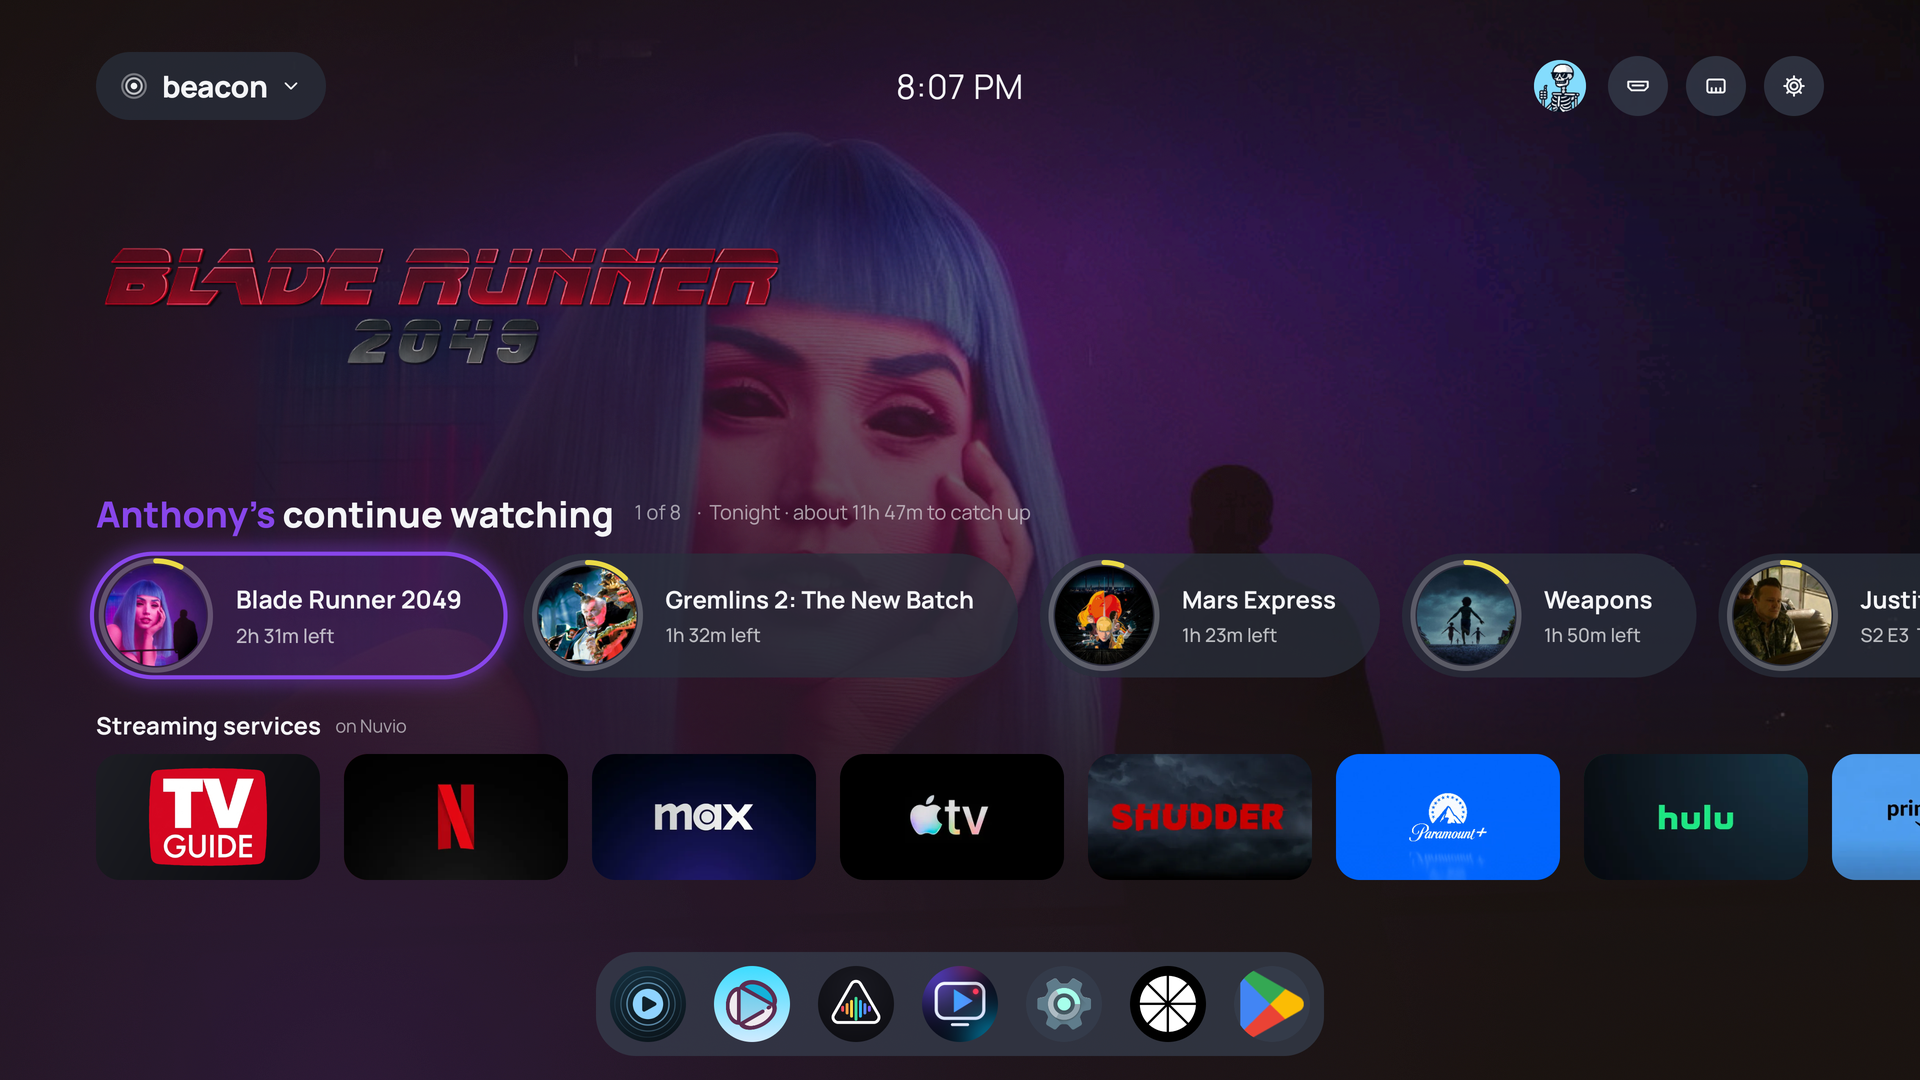 beacon
8:07 PM
BLADE RUNNER
2049
Anthony's continue watching 1 of 8 · Tonight · about 11h 47m to catch up
Blade Runner 2049
2h 31m left
Gremlins 2: The New Batch
1h 32m left
Mars Express
1h 23m left
Weapons
1h 50m left
Justi
S2 E3
Streaming services on Nuvio
TV
GUIDE
N
max
tv
SHUDDER
Paramount+
hulu
prim